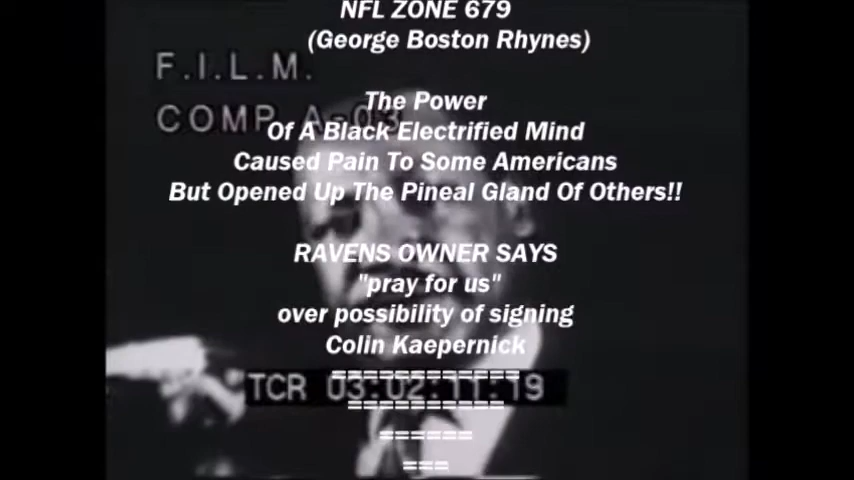 NFL ZONE 679
(George Boston Rhynes)
F.I.L.M.
COMP A-03
The Power
Of A Black Electrified Mind
Caused Pain To Some Americans
But Opened Up The Pineal Gland Of Others!!
RAVENS OWNER SAYS
"pray for us"
over possibility of signing
Colin Kaepernick
============
TCR 03:02:11:19
==========
======
===